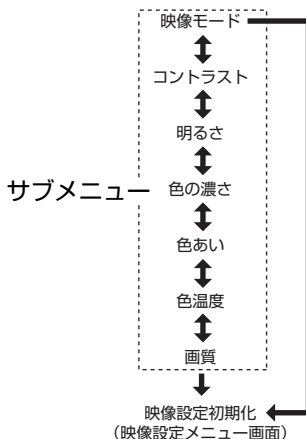 映像モード
コントラスト
明るさ
サブメニュー
色の濃さ
色あい
色温度
画質
映像設定初期化
（映像設定メニュー画面）